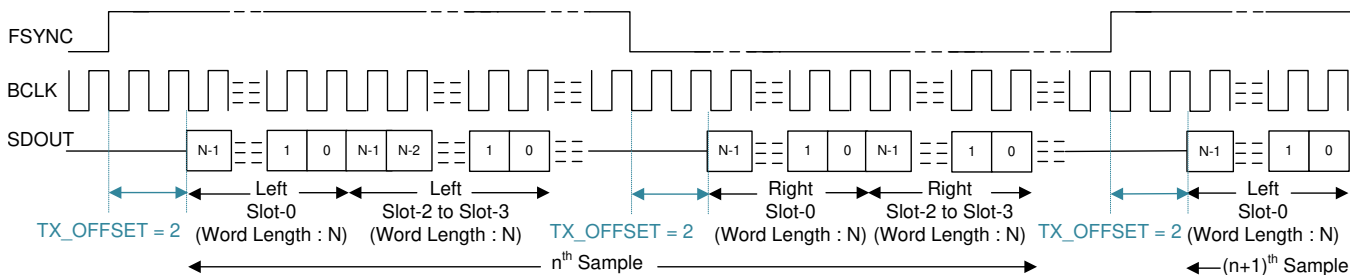 FSYNC
BCLK
SDOUT
N-1 1 0 N-1 N-2 1 0 N-1 1 0 N-1 1 0 N-1 1 0
Left Left Right Right Left
Slot-0 Slot-2 to Slot-3 Slot-0 Slot-2 to Slot-3 Slot-0
TX_OFFSET = 2 (Word Length : N) (Word Length : N) TX_OFFSET = 2 (Word Length : N) (Word Length : N) TX_OFFSET = 2 (Word Length : N)
nth Sample (n+1)th Sample